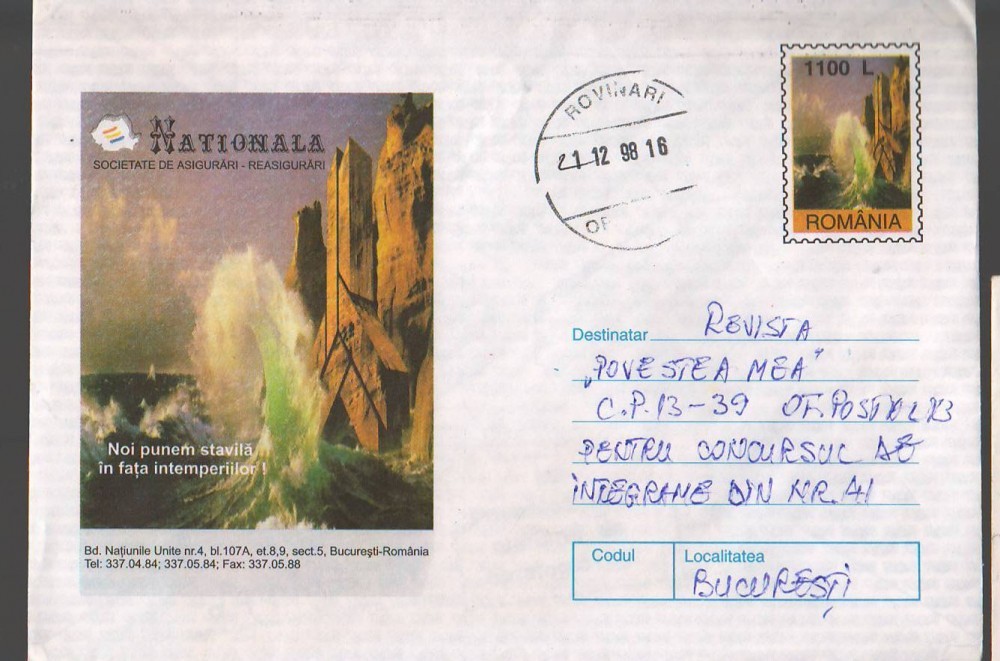 NAȚIONALA
SOCIETATE DE ASIGURĂRI - REASIGURĂRI
Noi punem stavilă
în fața intemperiilor !
Bd. Națiunile Unite nr.4, bl.107A, et.8,9, sect.5, București-România
Tel: 337.04.84; 337.05.84; Fax: 337.05.88
ROVINARI
21-12 98 16
1100 L
ROMÂNIA
Destinatar REVISTA
„POVESTEA MEA"
C.P. 13-39 OF. POSTAL 13
PENTRU CONCURSUL DE
INTEGRAME DIN NR. 41
Codul
Localitatea
BUCUREȘTI